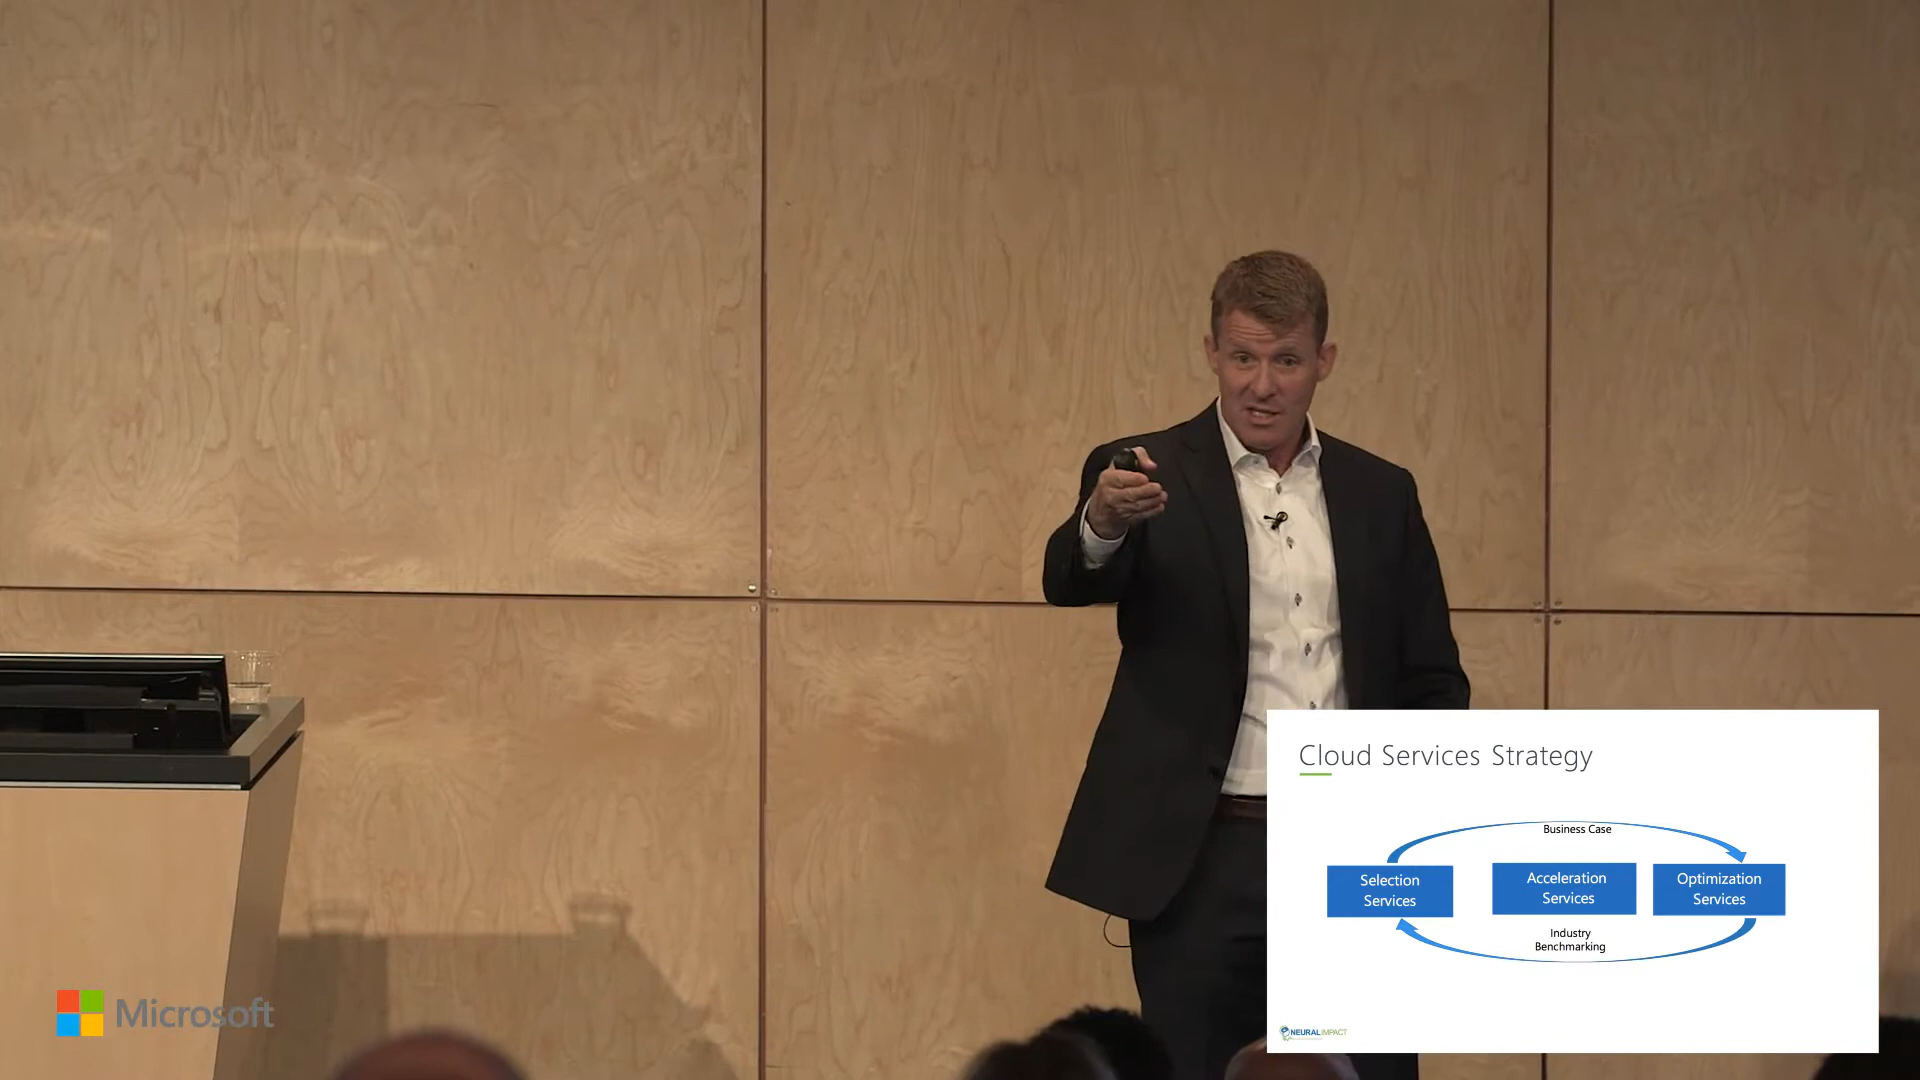 Cloud Services Strategy
Business Case
Selection
Services
Acceleration
Services
Optimization
Services
Industry
Benchmarking
NEURALIMPACT
Microsoft